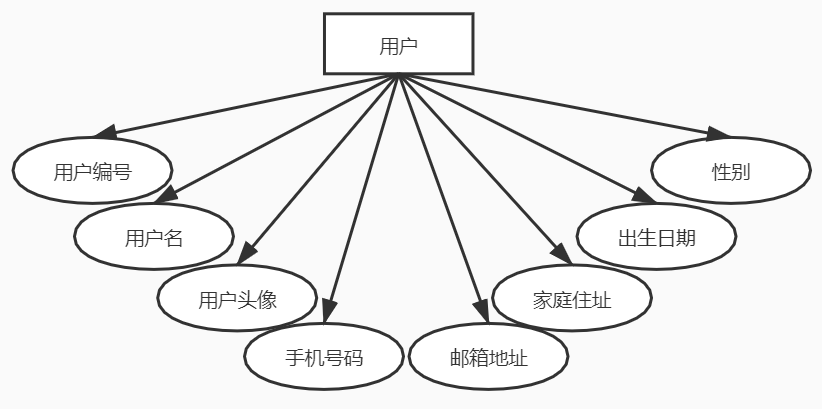 用户
用户编号
性别
用户名
出生日期
用户头像
家庭住址
手机号码
邮箱地址